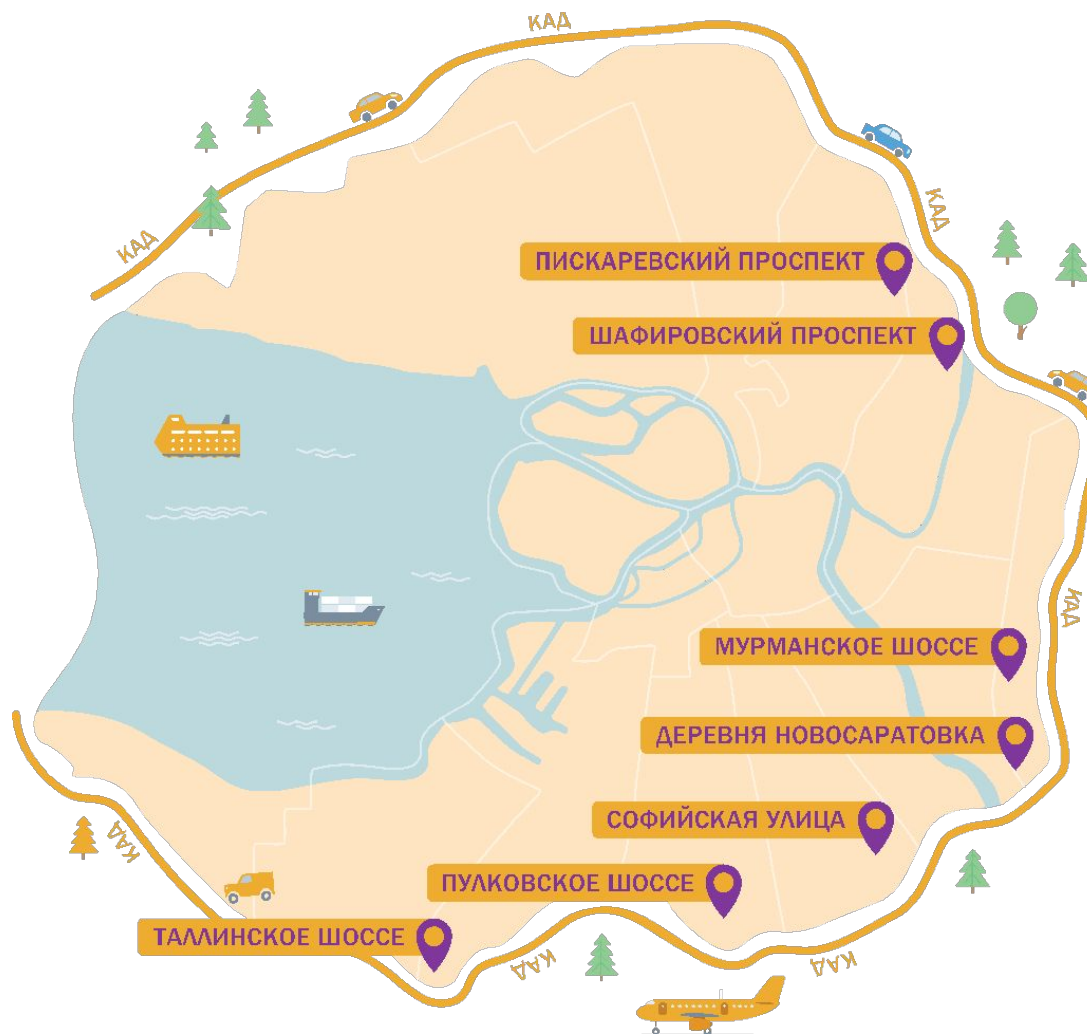 КАД
КАД
КАД
ПИСКАРЕВСКИЙ ПРОСПЕКТ
ШАФИРОВСКИЙ ПРОСПЕКТ
КАД
МУРМАНСКОЕ ШОССЕ
ДЕРЕВНЯ НОВОСАРАТОВКА
СОФИЙСКАЯ УЛИЦА
КАД
ПУЛКОВСКОЕ ШОССЕ
ТАЛЛИНСКОЕ ШОССЕ
КАД
КАД